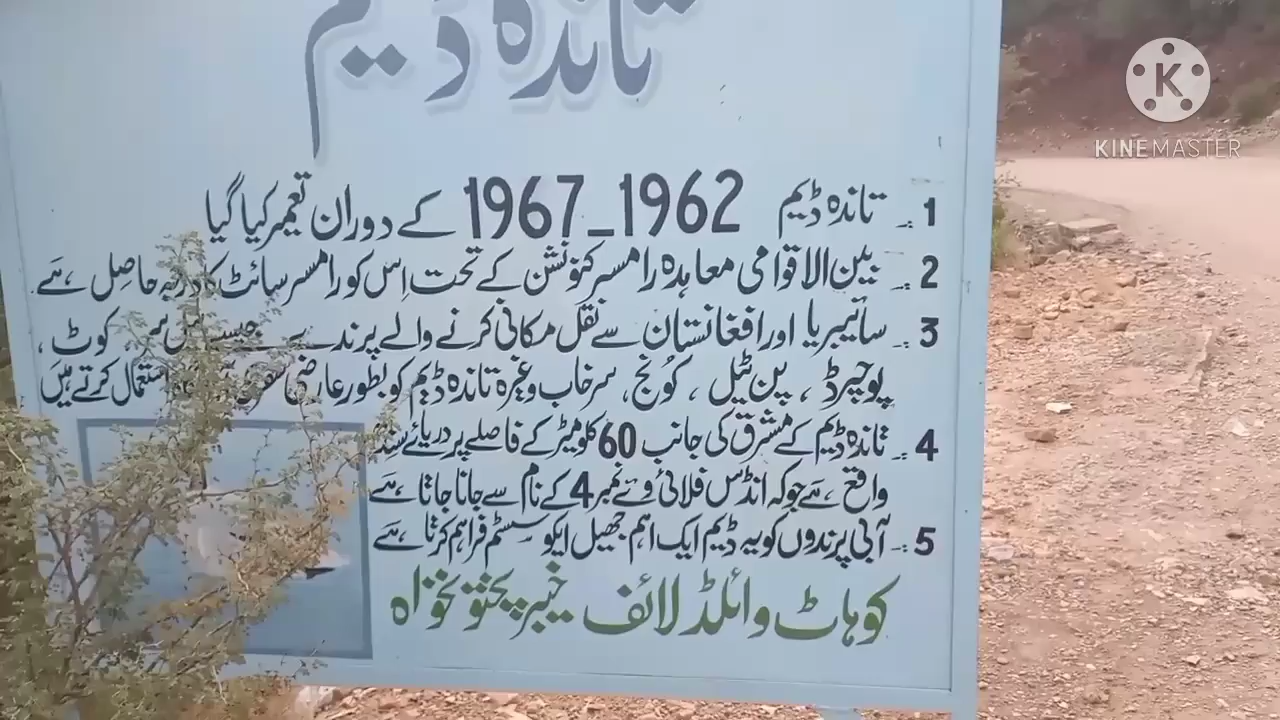 تاندہ ڈیم
1 ۔ تاندہ ڈیم 1962_1967 کے دوران تعمیر کیا گیا
2 ۔ بین الاقوامی معاہدہ رامسر کنونشن کے تحت اِس کو رامسر سائٹ کا درجہ حاصل ہے
3 ۔ سائیبریا اور افغانستان سے نقل مکانی کرنے والے پرندے جیسے کوٹ ،
پوچیرڈ ، پن ٹیل ، کونج، سرخاب وغیرہ تاندہ ڈیم کو بطور عارضی استعمال کرتے ہیں
4 ۔ تاندہ ڈیم کے مشرق کی جانب 60 کلومیٹر کے فاصلے پر دریائے سندھ
واقع ہے جو کہ انڈس فلائی وے نمبر 4 کے نام سے جانا جاتا ہے
5 ۔ آبی پرندوں کو یہ ڈیم ایک اہم جھیل ایکو سسٹم فراہم کرتا ہے
کوہاٹ وائلڈ لائف خیبر پختونخواہ
K
KINEMASTER